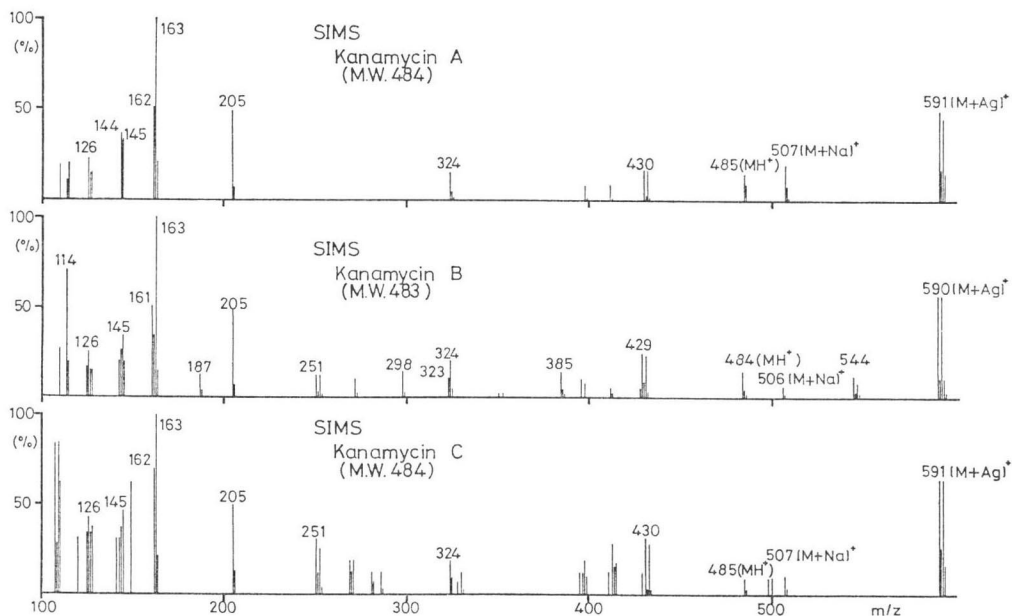 100
(%)
50
SIMS
Kanamycin A
(M.W. 484)
163
162
144
145
126
205
324
430
485(MH⁺)
507[M+Na]⁺
591[M+Ag]⁺
100
(%)
50
SIMS
Kanamycin B
(M.W. 483)
163
114
161
145
126
187
205
251
298
324
323
385
429
484(MH⁺)
506[M+Na]⁺
544
590[M+Ag]⁺
100
(%)
50
SIMS
Kanamycin C
(M.W. 484)
163
162
145
126
205
251
324
430
485(MH⁺)
507[M+Na]⁺
591[M+Ag]⁺
100
200
300
400
500
m/z